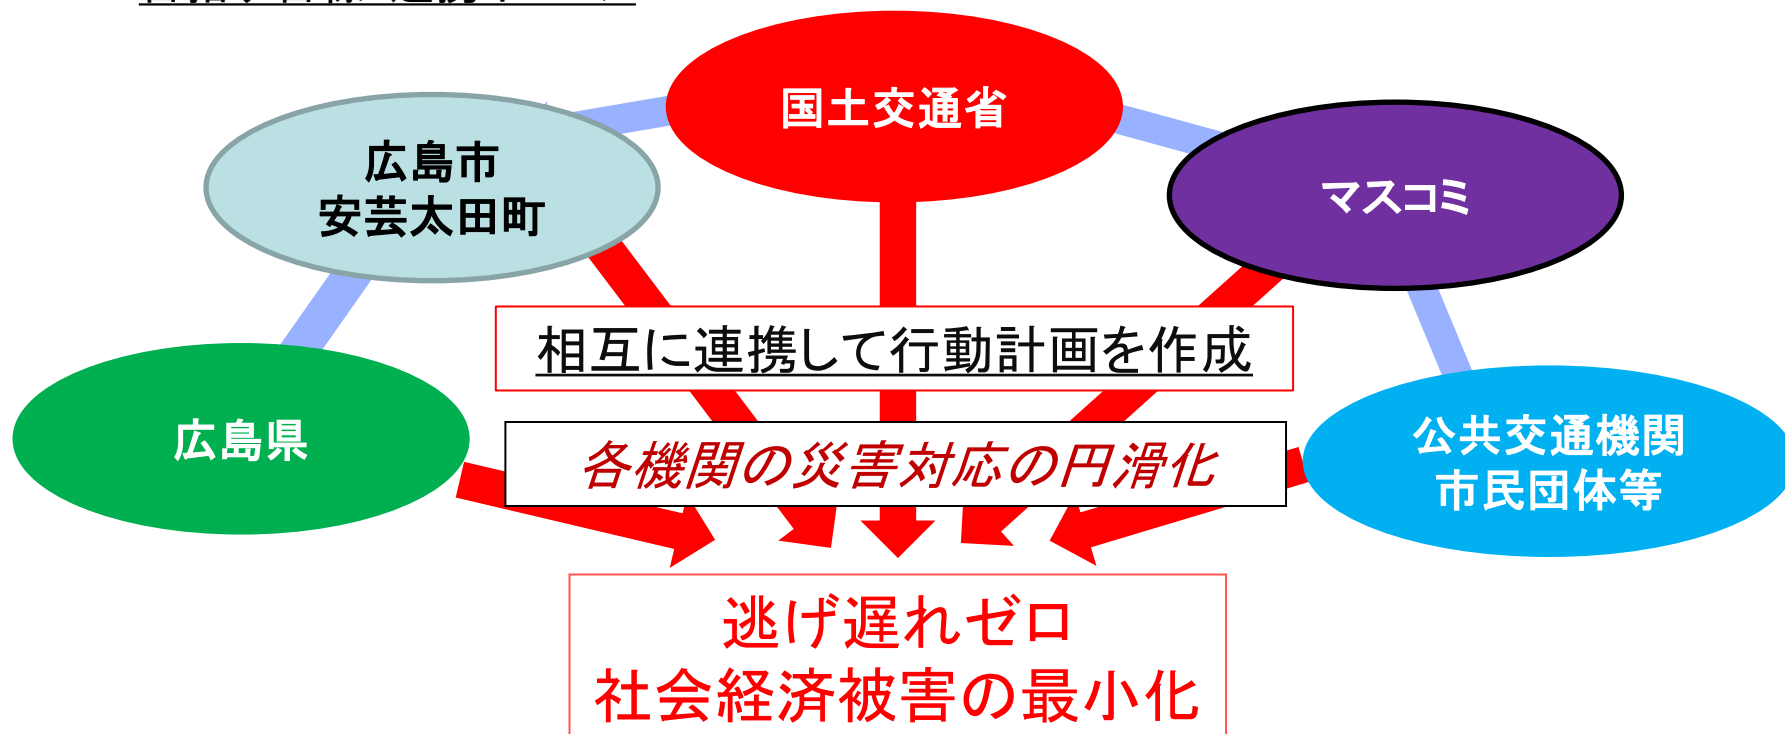 国土交通省
広島市
安芸太田町
マスコミ
相互に連携して行動計画を作成
広島県
各機関の災害対応の円滑化
公共交通機関
市民団体等
逃げ遅れゼロ
社会経済被害の最小化